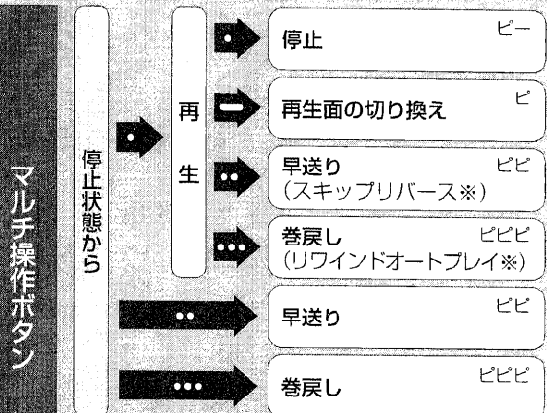 マルチ操作ボタン
停止状態から
再生
停止 ピー
再生面の切り換え ピ
早送り ピピ
(スキップリバース※)
巻戻し ピピピ
(リワインドオートプレイ※)
早送り ピピ
巻戻し ピピピ